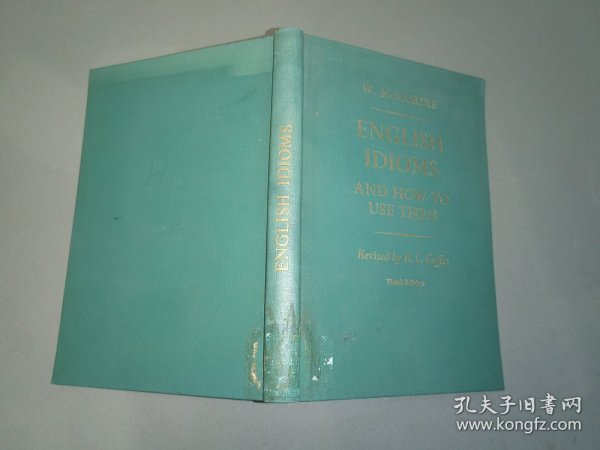 W. McMORDIE
ENGLISH
IDIOMS
AND HOW TO
USE THEM
Revised by R. C. Goffin
Third Edition
ENGLISH IDIOMS
孔夫子旧书网
www.kongfz.com